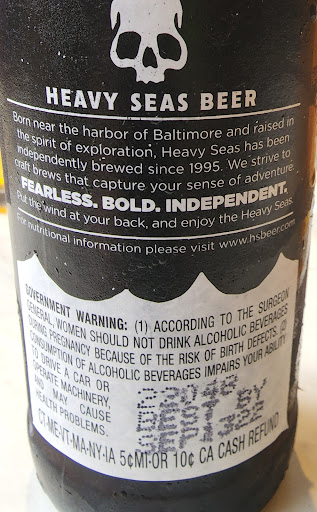 HEAVY SEAS BEER
Born near the harbor of Baltimore and raised in
the spirit of exploration, Heavy Seas has been
independently brewed since 1995. We strive to
craft brews that capture your sense of adventure.
FEARLESS. BOLD. INDEPENDENT.
Put the wind at your back, and enjoy the Heavy Seas.
For nutritional information please visit www.hsbeer.com
GOVERNMENT WARNING: (1) ACCORDING TO THE SURGEON
GENERAL, WOMEN SHOULD NOT DRINK ALCOHOLIC BEVERAGES
DURING PREGNANCY BECAUSE OF THE RISK OF BIRTH DEFECTS. (2)
CONSUMPTION OF ALCOHOLIC BEVERAGES IMPAIRS YOUR ABILITY
TO DRIVE A CAR OR
OPERATE MACHINERY,
AND MAY CAUSE
HEALTH PROBLEMS.
BEST BY
CT-ME-VT-MA-NY-IA 5¢ MI-OR 10¢ CA CASH REFUND